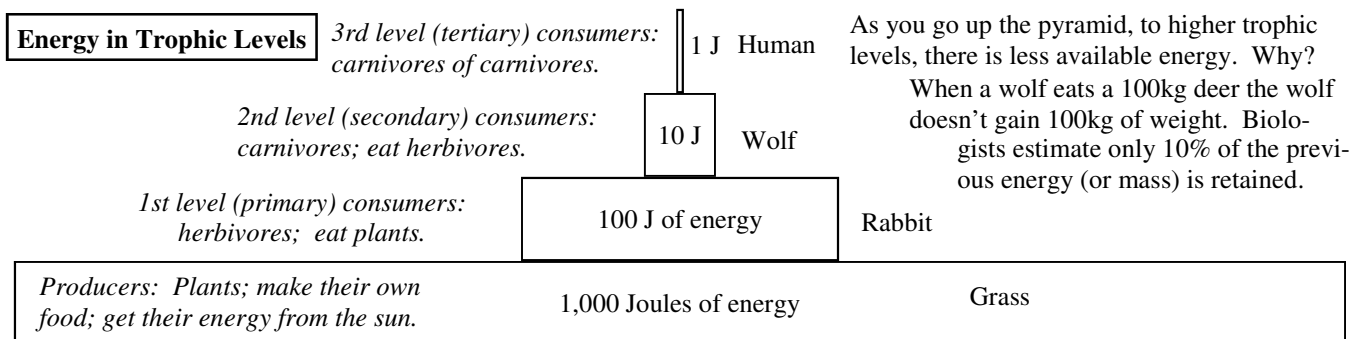 Energy in Trophic Levels
3rd level (tertiary) consumers:
carnivores of carnivores.
1 J
Human
As you go up the pyramid, to higher trophic
levels, there is less available energy. Why?
When a wolf eats a 100kg deer the wolf
doesn't gain 100kg of weight. Biolo-
gists estimate only 10% of the previ-
ous energy (or mass) is retained.
2nd level (secondary) consumers:
carnivores; eat herbivores.
10 J
Wolf
1st level (primary) consumers:
herbivores; eat plants.
100 J of energy
Rabbit
Producers: Plants; make their own
food; get their energy from the sun.
1,000 Joules of energy
Grass